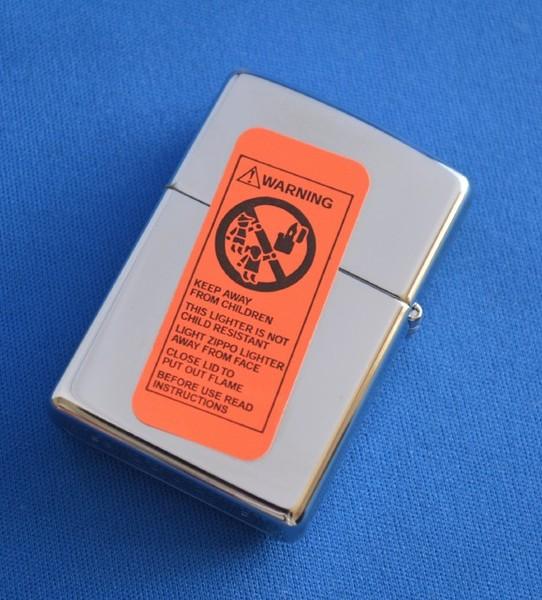 WARNING
KEEP AWAY
FROM CHILDREN
THIS LIGHTER IS NOT
CHILD RESISTANT
LIGHT ZIPPO LIGHTER
AWAY FROM FACE
CLOSE LID TO
PUT OUT FLAME
BEFORE USE READ
INSTRUCTIONS